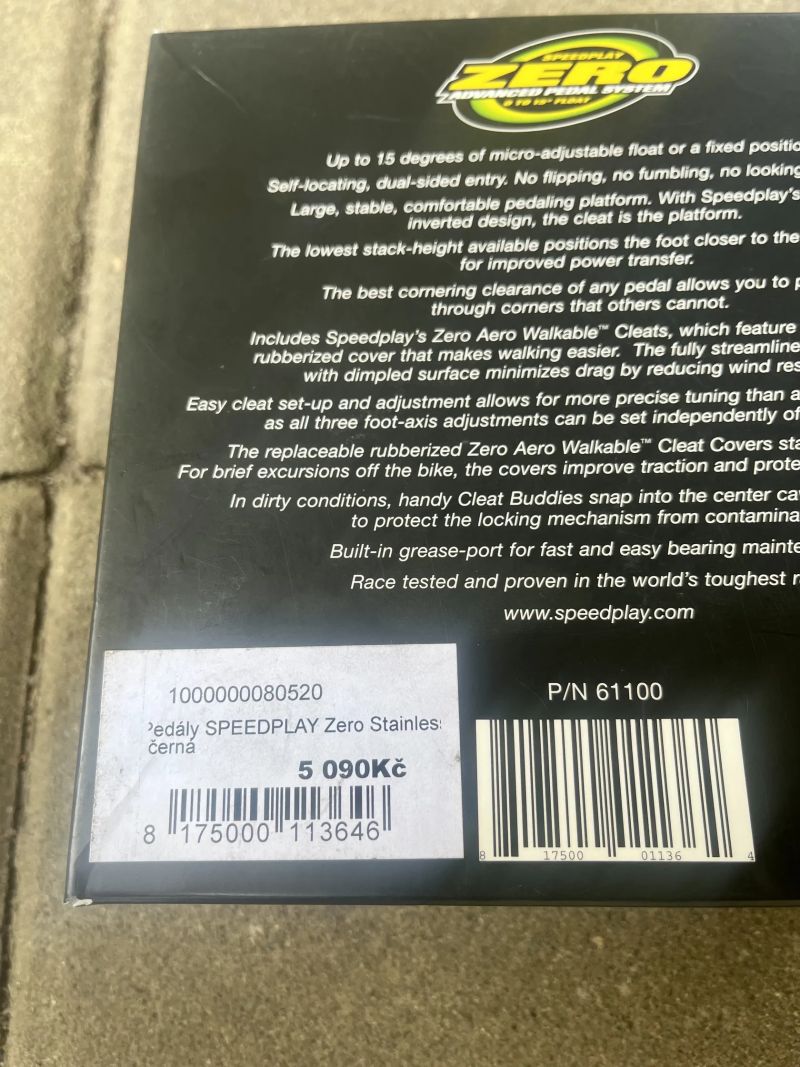 SPEEDPLAY
ZERO
ADVANCED PEDAL SYSTEM
0 TO 15° FLOAT
Up to 15 degrees of micro-adjustable float or a fixed positio
Self-locating, dual-sided entry. No flipping, no fumbling, no looking
Large, stable, comfortable pedaling platform. With Speedplay's
inverted design, the cleat is the platform.
The lowest stack-height available positions the foot closer to the
for improved power transfer.
The best cornering clearance of any pedal allows you to p
through corners that others cannot.
Includes Speedplay's Zero Aero Walkable™ Cleats, which feature
rubberized cover that makes walking easier. The fully streamline
with dimpled surface minimizes drag by reducing wind res
Easy cleat set-up and adjustment allows for more precise tuning than a
as all three foot-axis adjustments can be set independently of
The replaceable rubberized Zero Aero Walkable™ Cleat Covers sta
For brief excursions off the bike, the covers improve traction and prote
In dirty conditions, handy Cleat Buddies snap into the center ca
to protect the locking mechanism from contamina
Built-in grease-port for fast and easy bearing mainte
Race tested and proven in the world's toughest r
www.speedplay.com
1000000080520
Pedály SPEEDPLAY Zero Stainles
černá
5 090Kč
8 175000 113646
P/N 61100
8 17500 01136 4